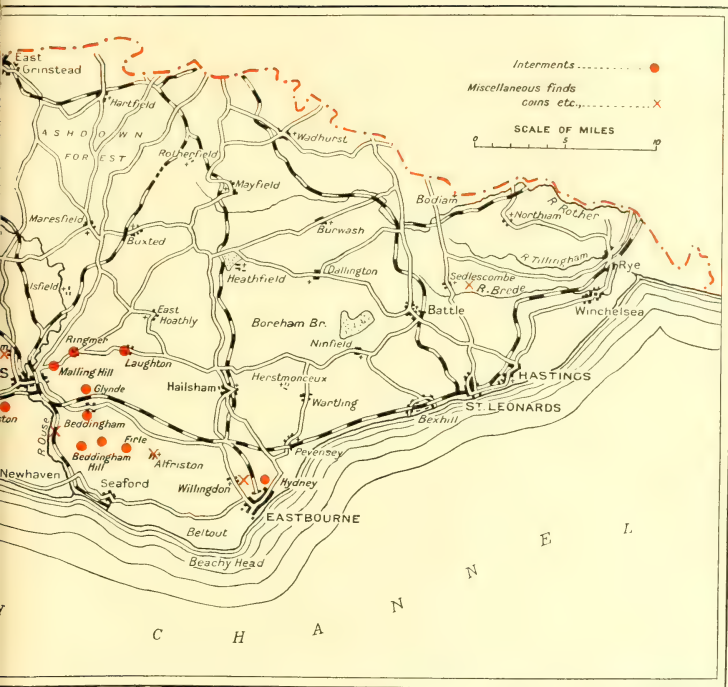 East
Grinstead
Interments
Miscellaneous finds
coins etc.,
SCALE OF MILES
0 5 10
Hartfield
ASHDOWN
FOREST
Rotherfield
Wadhurst
Mayfield
Bodiam
Northiam
R. Rother
Maresfield
Buxted
Burwash
R. Tillingham
Rye
Isfield
Heathfield
Dallington
Sedlescombe
R. Brede
Winchelsea
East
Hoathly
Boreham Br.
Battle
Ninfield
Ringmer
Laughton
Malling Hill
S
Glynde
Hailsham
Herstmonceux
Wartling
HASTINGS
ST. LEONARDS
Bexhill
ston
Beddingham
R. Ouse
Firle
Beddingham
Hill
Alfriston
Pevensey
Newhaven
Seaford
Willingdon
Hydney
EASTBOURNE
Beltout
Beachy Head
CHANNEL